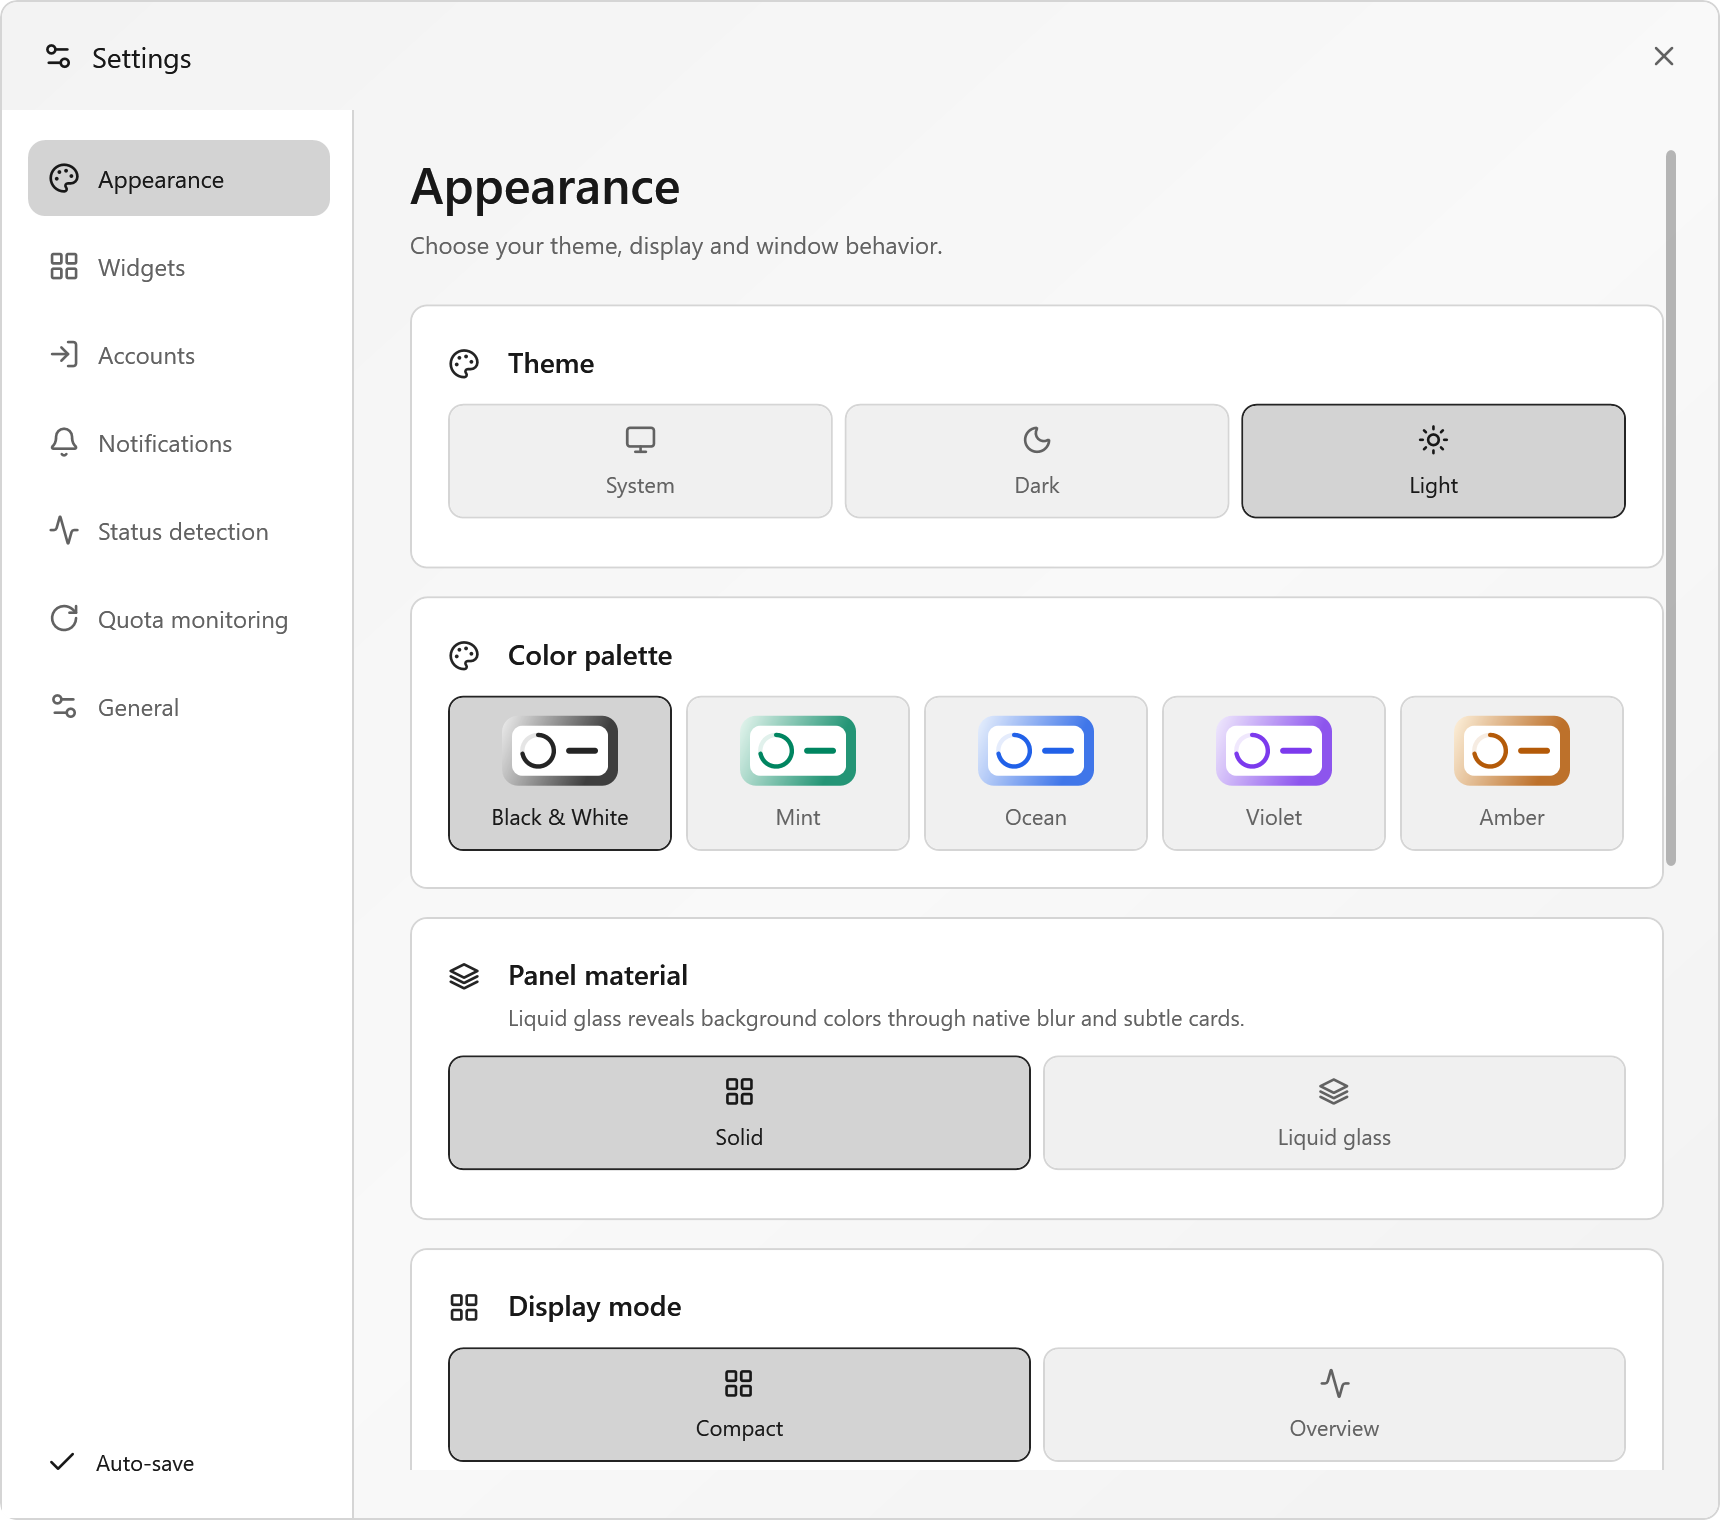 Settings
Appearance
Widgets
Accounts
Notifications
Status detection
Quota monitoring
General
Auto-save
Appearance
Choose your theme, display and window behavior.
Theme
System
Dark
Light
Color palette
Black & White
Mint
Ocean
Violet
Amber
Panel material
Liquid glass reveals background colors through native blur and subtle cards.
Solid
Liquid glass
Display mode
Compact
Overview